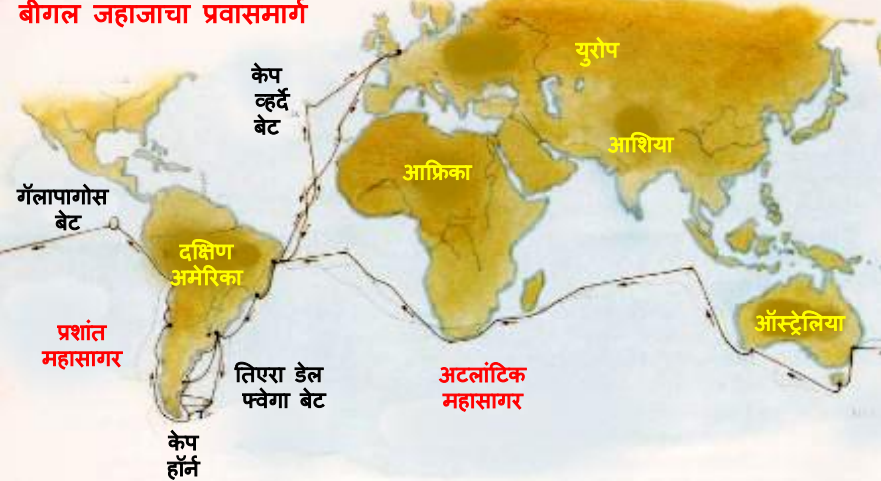 बीगल जहाजाचा प्रवासमार्ग
केप
व्हर्दे
बेट
युरोप
आशिया
आफ्रिका
गॅलापागोस
बेट
दक्षिण
अमेरिका
प्रशांत
महासागर
ऑस्ट्रेलिया
तिएरा डेल
फ्वेगा बेट
अटलांटिक
महासागर
केप
हॉर्न